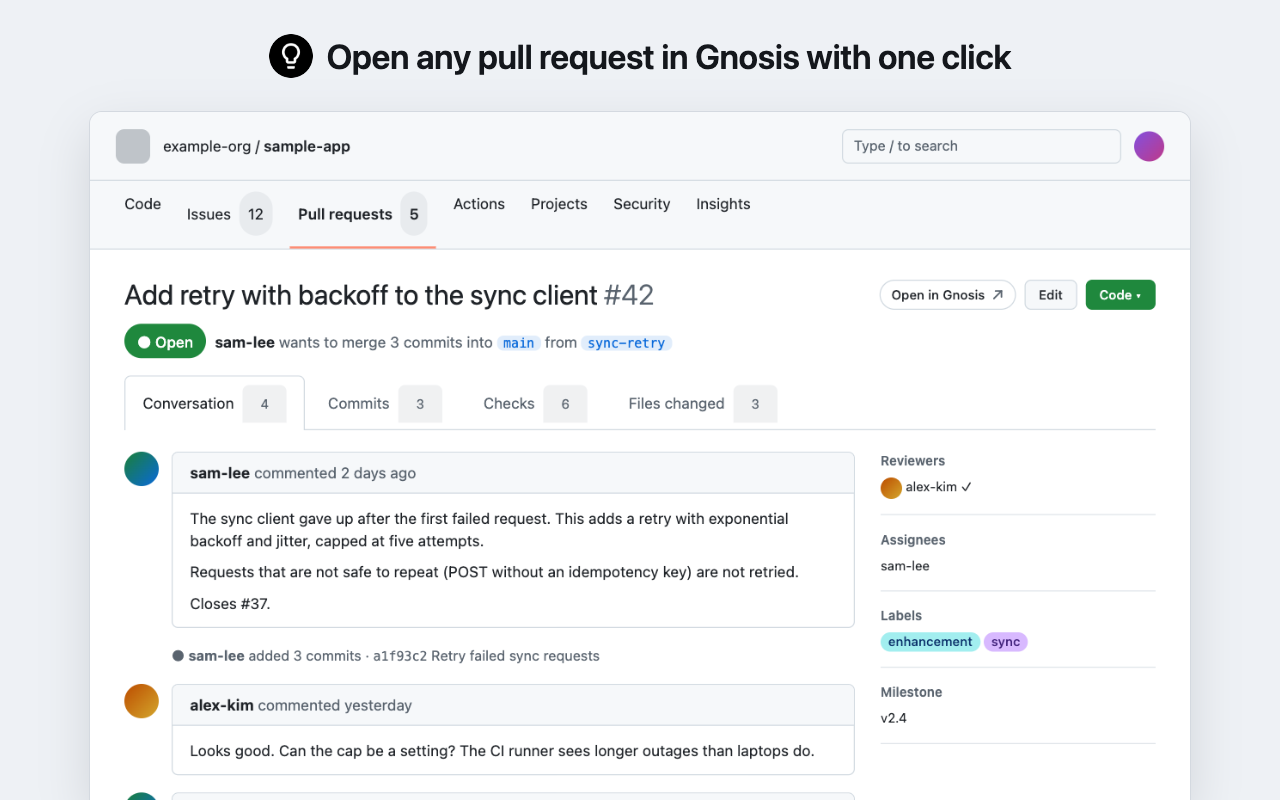 Open any pull request in Gnosis with one click
example-org / sample-app
Type / to search
Code
Issues 12
Pull requests 5
Actions
Projects
Security
Insights
Add retry with backoff to the sync client #42
Open in Gnosis
Edit
Code
Open
sam-lee wants to merge 3 commits into main from sync-retry
Conversation 4
Commits 3
Checks 6
Files changed 3
sam-lee commented 2 days ago
The sync client gave up after the first failed request. This adds a retry with exponential
backoff and jitter, capped at five attempts.
Requests that are not safe to repeat (POST without an idempotency key) are not retried.
Closes #37.
sam-lee added 3 commits · a1f93c2 Retry failed sync requests
alex-kim commented yesterday
Looks good. Can the cap be a setting? The CI runner sees longer outages than laptops do.
Reviewers
alex-kim ✓
Assignees
sam-lee
Labels
enhancement sync
Milestone
v2.4